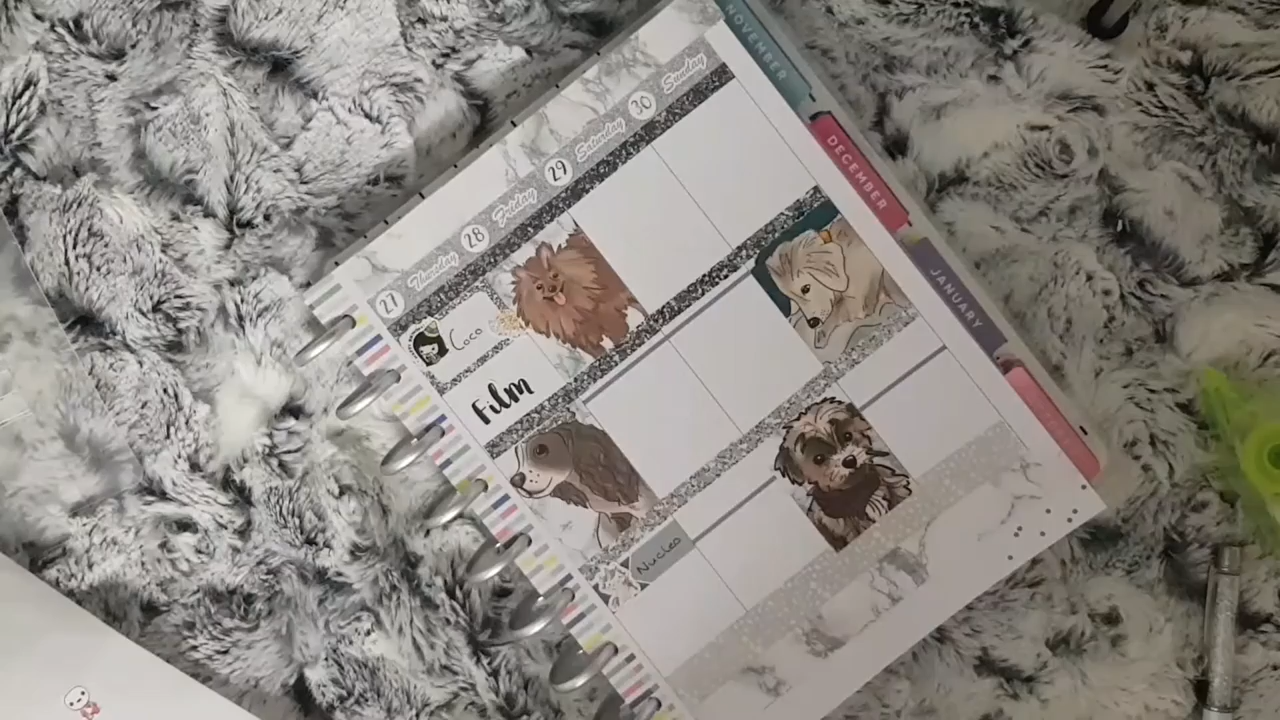 NOVEMBER
DECEMBER
JANUARY
27 Thursday
28 Friday
29 Saturday
30 Sunday
Coco
Film
Nucleo